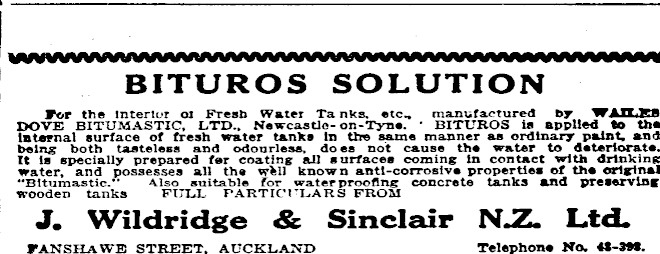 BITUROS SOLUTION
For the interior of Fresh Water Tanks, etc., manufactured by WAILES
DOVE BITUMASTIC, LTD., Newcastle-on-Tyne. BITUROS is applied to the
internal surface of fresh water tanks in the same manner as ordinary paint, and
being both tasteless and odourless, does not cause the water to deteriorate.
It is specially prepared for coating all surfaces coming in contact with drinking
water, and possesses all the well known anti-corrosive properties of the original
"Bitumastic." Also suitable for waterproofing concrete tanks and preserving
wooden tanks FULL PARTICULARS FROM
J. Wildridge & Sinclair N.Z. Ltd.
FANSHAWE STREET, AUCKLAND Telephone No. 48-398.